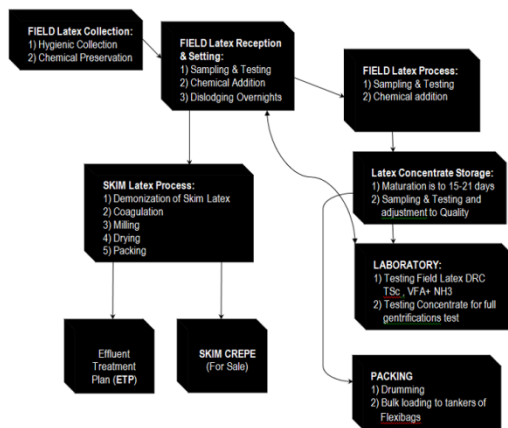 FIELD Latex Collection:
1) Hygienic Collection
2) Chemical Preservation
FIELD Latex Reception
& Setting:
1) Sampling & Testing
2) Chemical Addition
3) Dislodging Overnights
FIELD Latex Process:
1) Sampling & Testing
2) Chemical addition
Latex Concentrate Storage:
1) Maturation is to 15-21 days
2) Sampling & Testing and
adjustment to Quality
SKIM Latex Process:
1) Demonization of Skim Latex
2) Coagulation
3) Milling
4) Drying
5) Packing
LABORATORY:
1) Testing Field Latex DRC
TSc , VFA+ NH3
2) Testing Concentrate for full
gentrifications test
Effluent
Treatment
Plan (ETP)
SKIM CREPE
(For Sale)
PACKING
1) Drumming
2) Bulk loading to tankers of
Flexibags